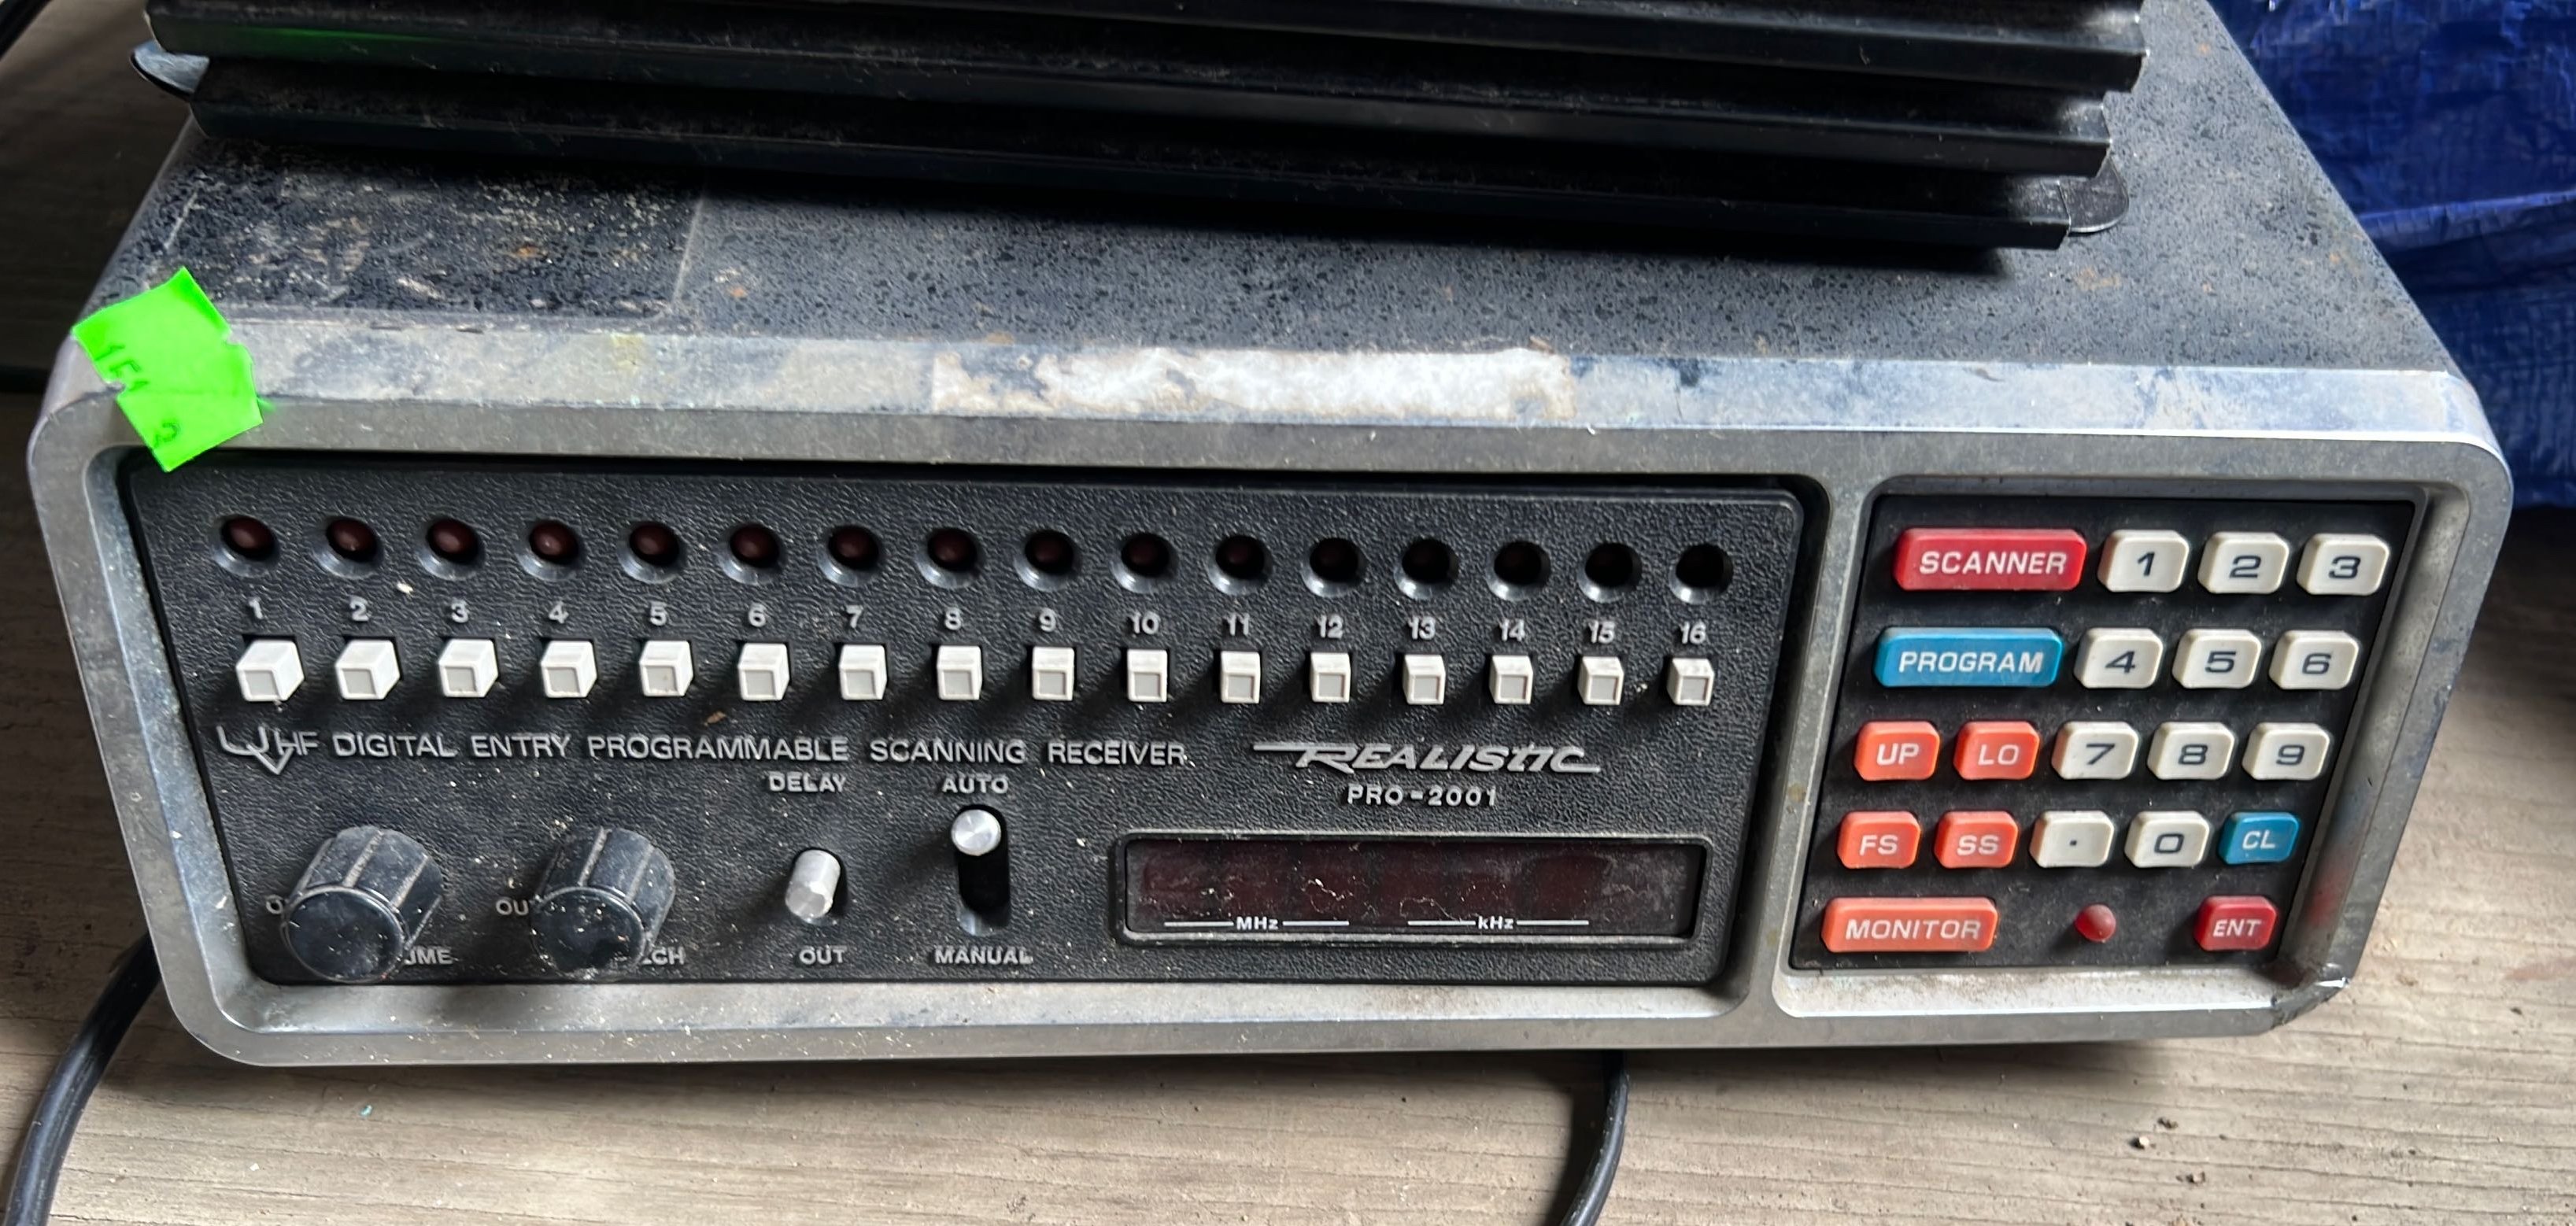 1 2 3 4 5 6 7 8 9 10 11 12 13 14 15 16
UVHF DIGITAL ENTRY PROGRAMMABLE SCANNING RECEIVER
REALISTIC
PRO-2001
DELAY
AUTO
OUT
MANUAL
MHz
kHz
SCANNER 1 2 3
PROGRAM 4 5 6
UP LO 7 8 9
FS SS . 0 CL
MONITOR ENT